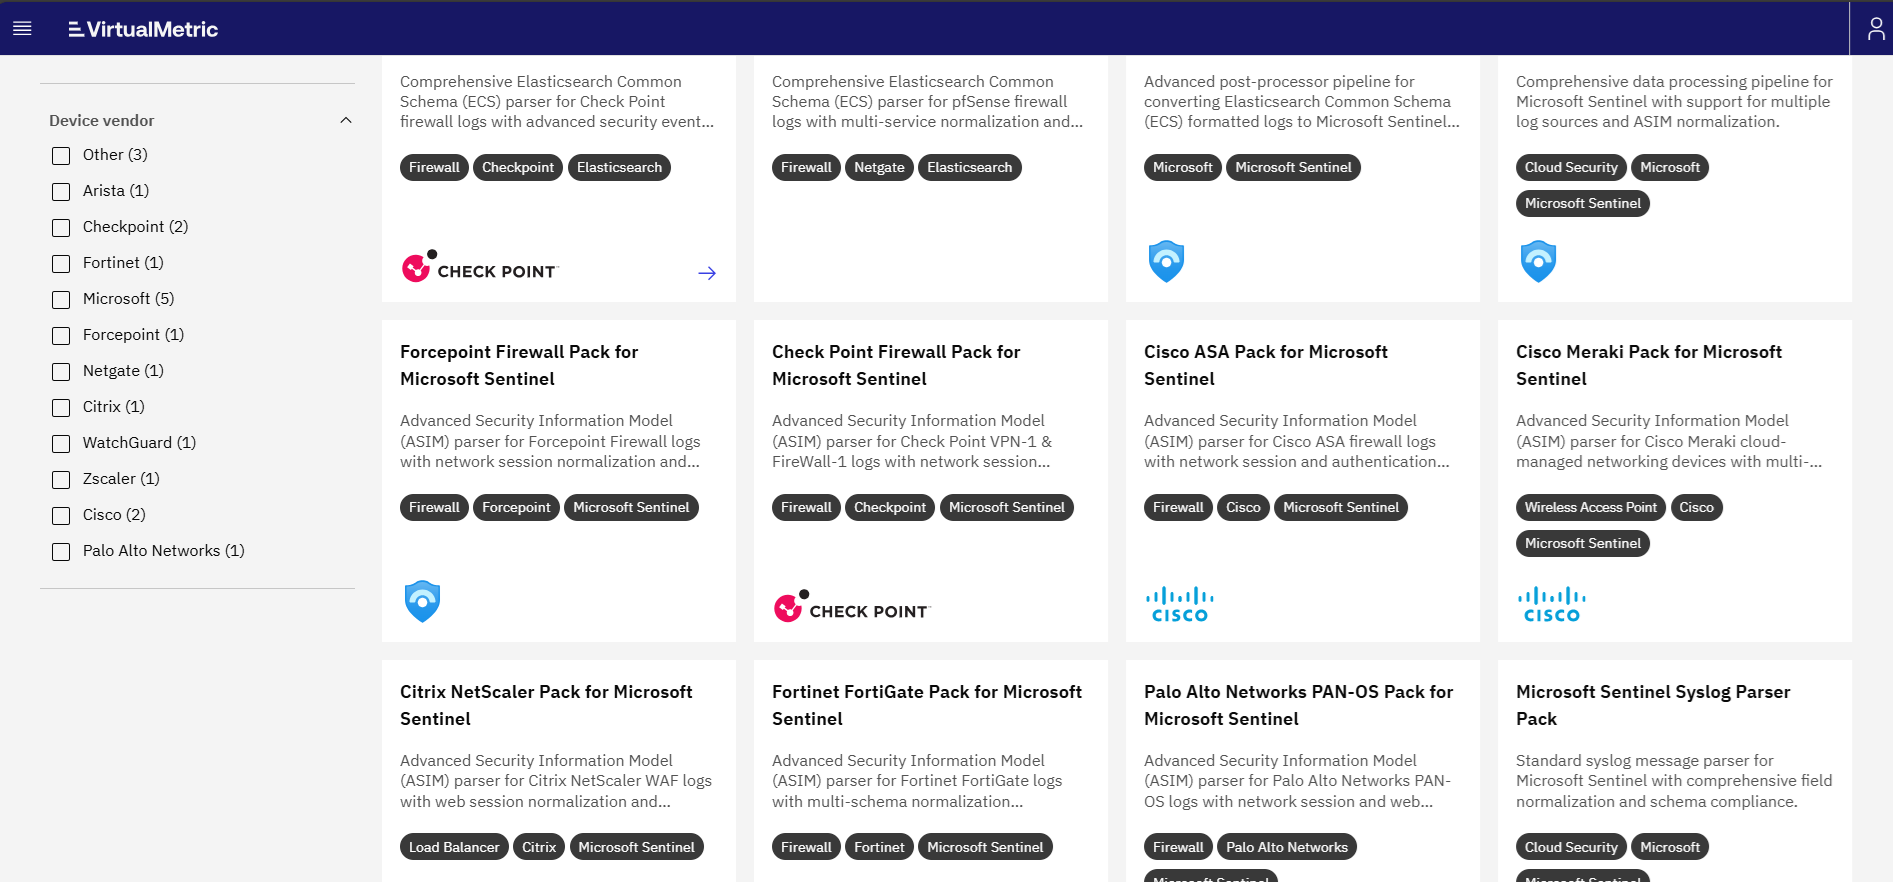 VirtualMetric
Device vendor
Other (3)
Arista (1)
Checkpoint (2)
Fortinet (1)
Microsoft (5)
Forcepoint (1)
Netgate (1)
Citrix (1)
WatchGuard (1)
Zscaler (1)
Cisco (2)
Palo Alto Networks (1)
Comprehensive Elasticsearch Common
Schema (ECS) parser for Check Point
firewall logs with advanced security event...
Firewall Checkpoint Elasticsearch
CHECK POINT
Comprehensive Elasticsearch Common
Schema (ECS) parser for pfSense firewall
logs with multi-service normalization and...
Firewall Netgate Elasticsearch
Advanced post-processor pipeline for
converting Elasticsearch Common Schema
(ECS) formatted logs to Microsoft Sentinel...
Microsoft Microsoft Sentinel
Comprehensive data processing pipeline for
Microsoft Sentinel with support for multiple
log sources and ASIM normalization.
Cloud Security Microsoft
Microsoft Sentinel
Forcepoint Firewall Pack for
Microsoft Sentinel
Advanced Security Information Model
(ASIM) parser for Forcepoint Firewall logs
with network session normalization and...
Firewall Forcepoint Microsoft Sentinel
Check Point Firewall Pack for
Microsoft Sentinel
Advanced Security Information Model
(ASIM) parser for Check Point VPN-1 &
FireWall-1 logs with network session...
Firewall Checkpoint Microsoft Sentinel
CHECK POINT
Cisco ASA Pack for Microsoft
Sentinel
Advanced Security Information Model
(ASIM) parser for Cisco ASA firewall logs
with network session and authentication...
Firewall Cisco Microsoft Sentinel
CISCO
Cisco Meraki Pack for Microsoft
Sentinel
Advanced Security Information Model
(ASIM) parser for Cisco Meraki cloud-
managed networking devices with multi-...
Wireless Access Point Cisco
Microsoft Sentinel
CISCO
Citrix NetScaler Pack for Microsoft
Sentinel
Advanced Security Information Model
(ASIM) parser for Citrix NetScaler WAF logs
with web session normalization and...
Load Balancer Citrix Microsoft Sentinel
Fortinet FortiGate Pack for Microsoft
Sentinel
Advanced Security Information Model
(ASIM) parser for Fortinet FortiGate logs
with multi-schema normalization...
Firewall Fortinet Microsoft Sentinel
Palo Alto Networks PAN-OS Pack for
Microsoft Sentinel
Advanced Security Information Model
(ASIM) parser for Palo Alto Networks PAN-
OS logs with network session and web...
Firewall Palo Alto Networks
Microsoft Sentinel
Microsoft Sentinel Syslog Parser
Pack
Standard syslog message parser for
Microsoft Sentinel with comprehensive field
normalization and schema compliance.
Cloud Security Microsoft
Microsoft Sentinel